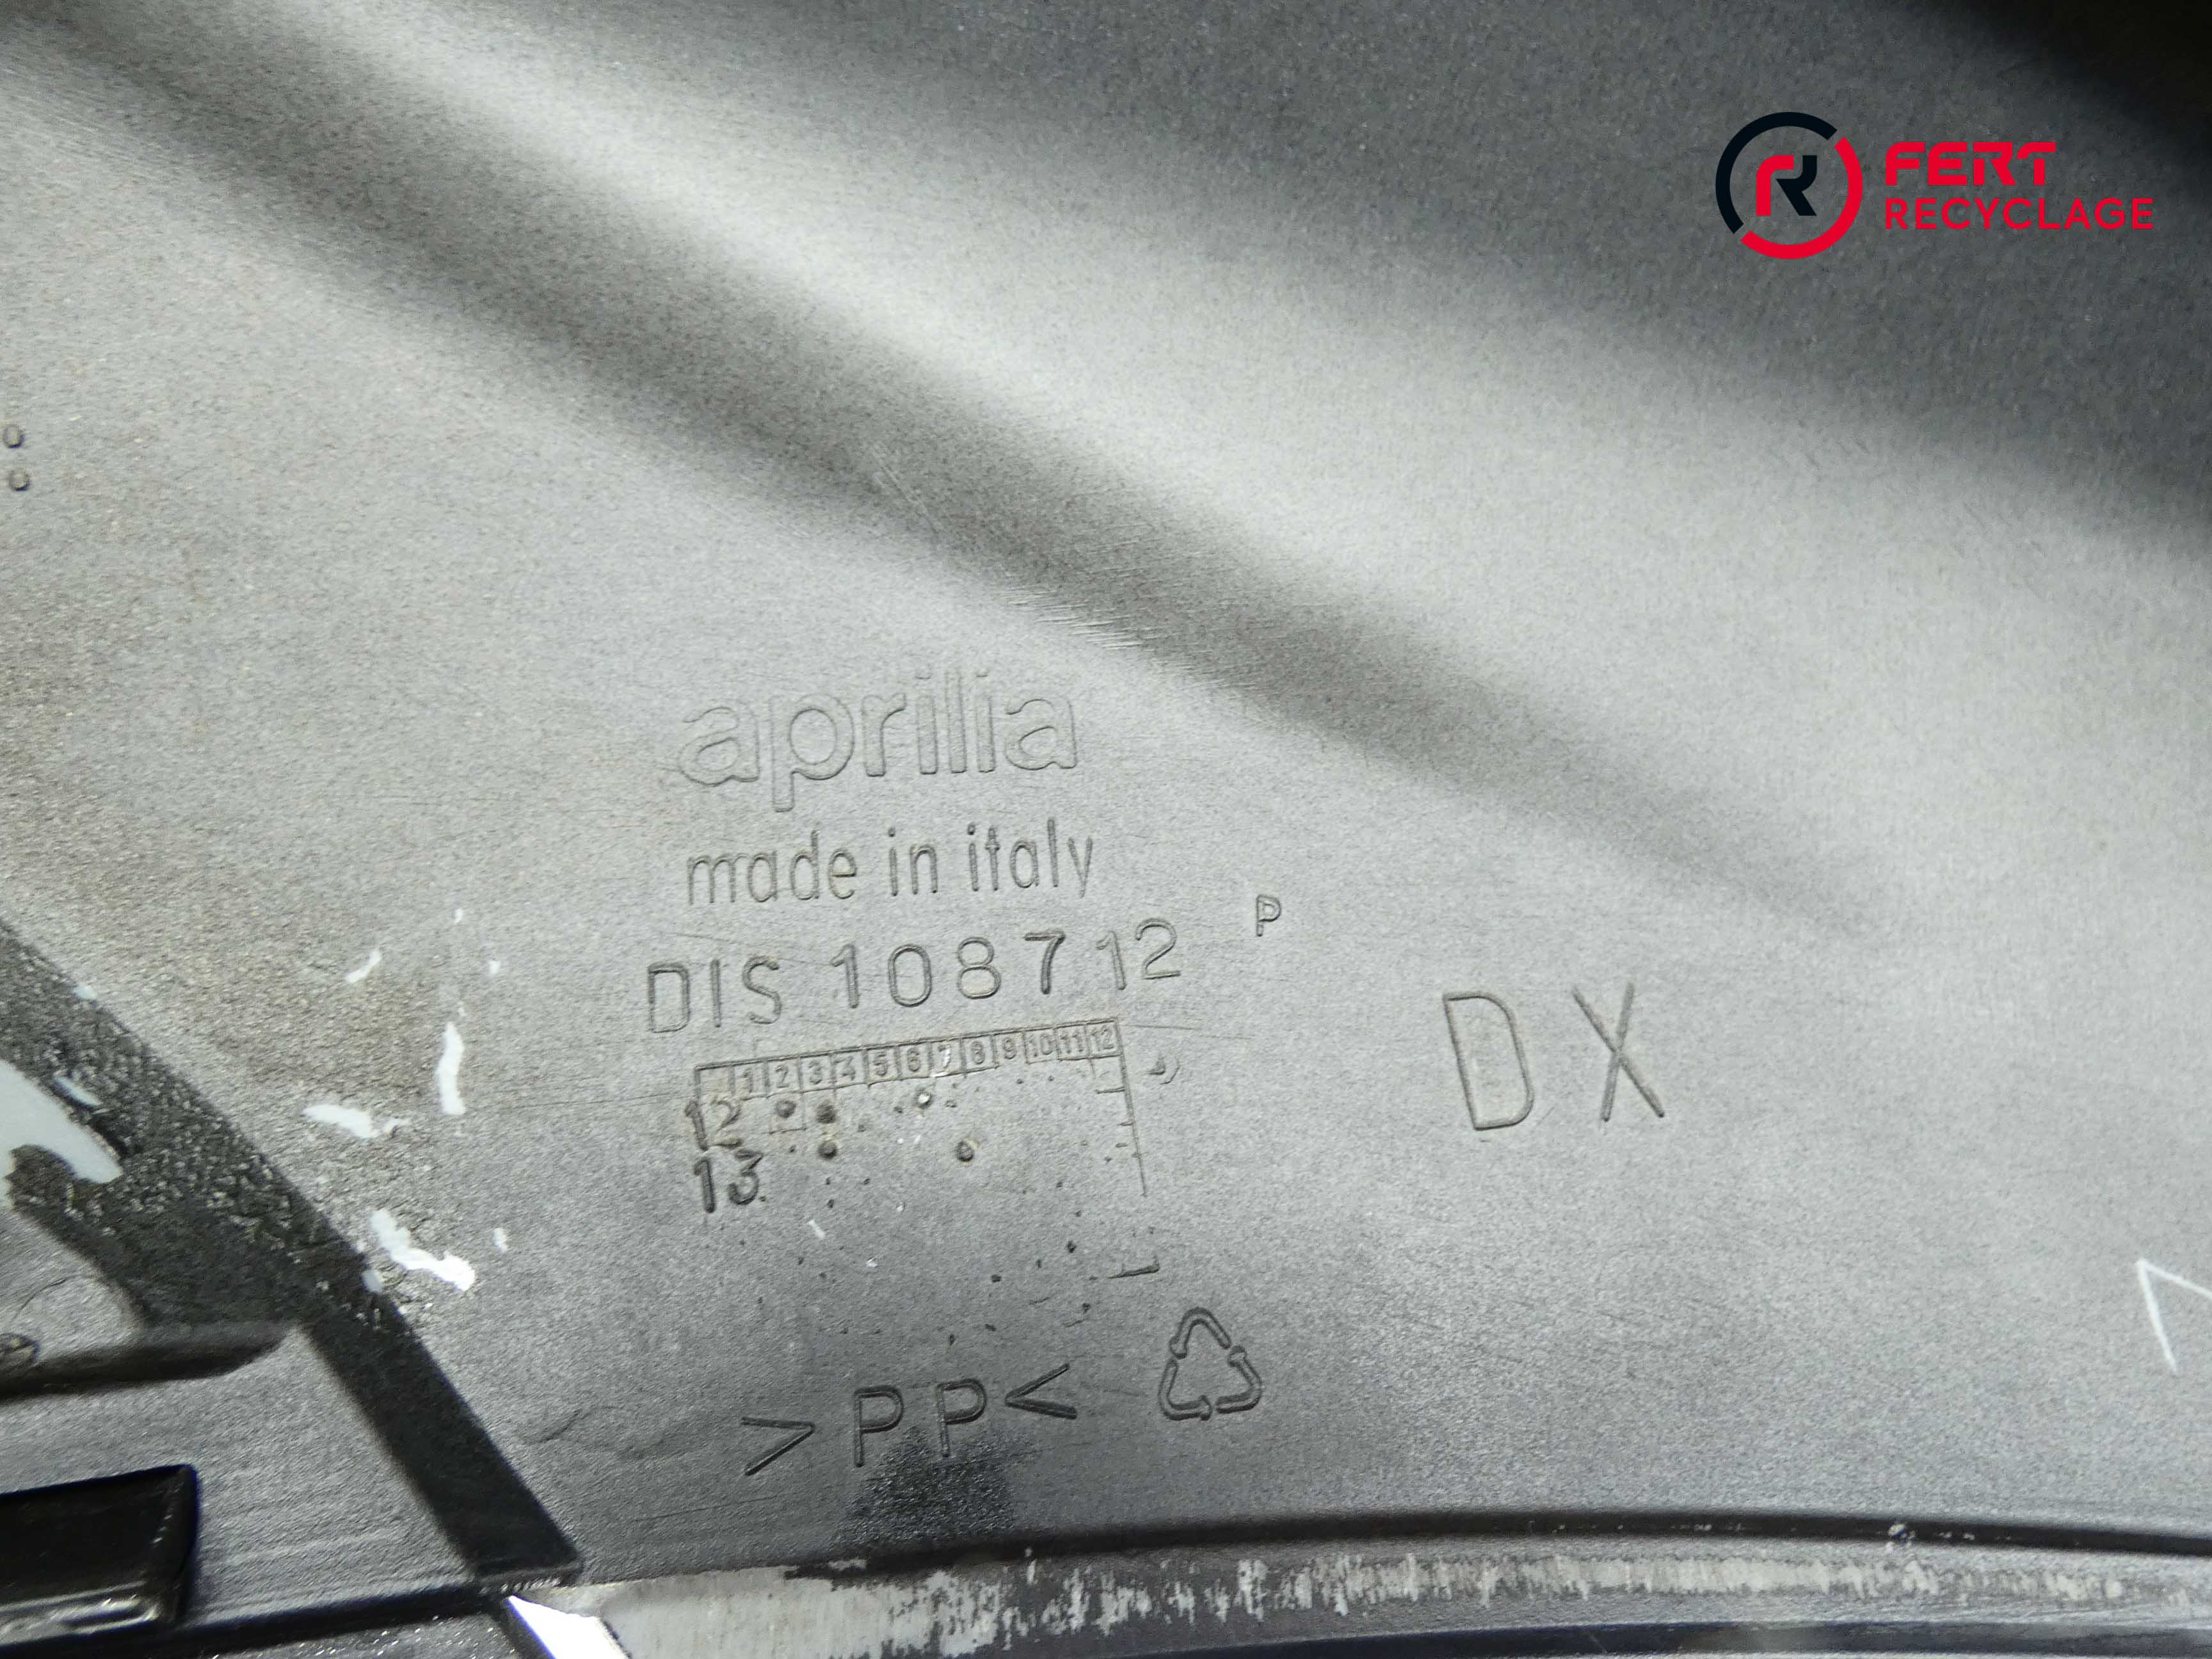 FERT
RECYCLAGE
aprilia
made in italy
DIS 108712 P
DX
1 2 3 4 5 6 7 8 9 10 11 12
12
13
>PP<